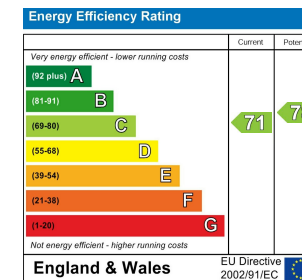 Energy Efficiency Rating
Current Poten
Very energy efficient - lower running costs
(92 plus) A
(81-91) B
(69-80) C
71
7
(55-68) D
(39-54) E
(21-38) F
(1-20) G
Not energy efficient - higher running costs
England & Wales
EU Directive
2002/91/EC